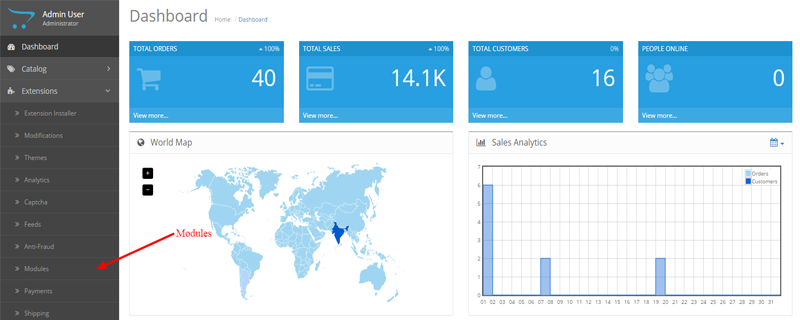 Admin User
Administrator
Dashboard
Catalog
Extensions
Extension Installer
Modifications
Themes
Analytics
Captcha
Feeds
Anti-Fraud
Modules
Payments
Shipping
Dashboard Home / Dashboard
TOTAL ORDERS 100%
40
View more...
TOTAL SALES 100%
14.1K
View more...
TOTAL CUSTOMERS 0%
16
View more...
PEOPLE ONLINE
0
View more...
World Map
+
-
Modules
Sales Analytics
Orders
Customers
7
6
5
4
3
2
1
0
01 02 03 04 05 06 07 08 09 10 11 12 13 14 15 16 17 18 19 20 21 22 23 24 25 26 27 28 29 30 31